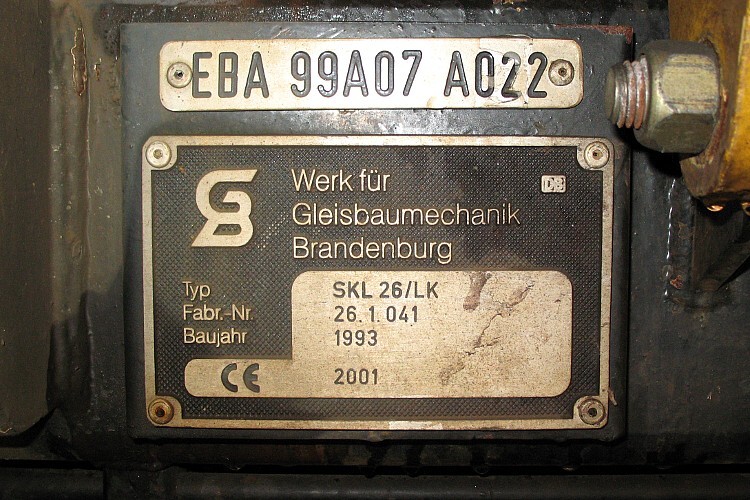 EBA 99A07 A022
GB
Werk für
DB
Gleisbaumechanik
Brandenburg
Typ SKL 26/LK
Fabr.-Nr. 26.1.041
Baujahr 1993
CE 2001